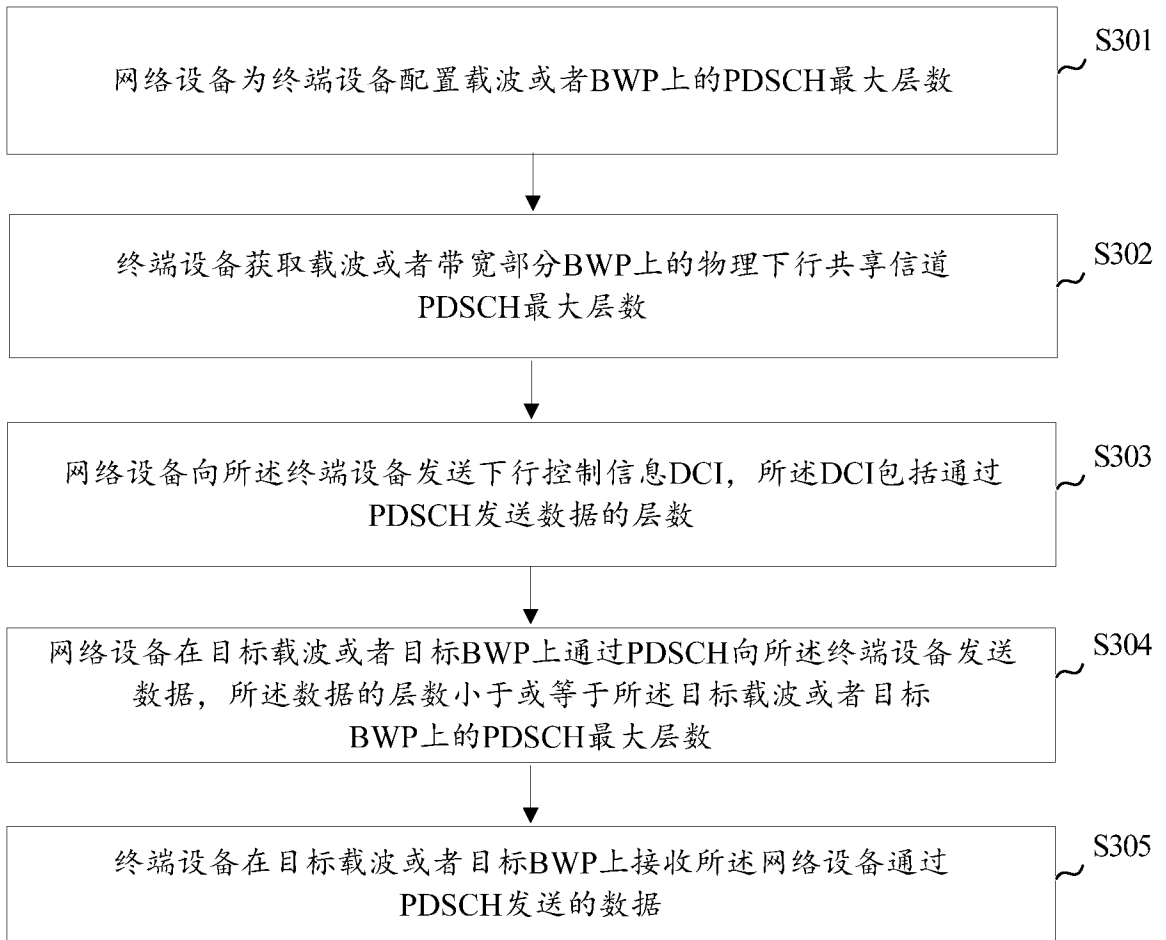 网络设备为终端设备配置载波或者BWP上的PDSCH最大层数
S301
终端设备获取载波或者带宽部分BWP上的物理下行共享信道
PDSCH最大层数
S302
网络设备向所述终端设备发送下行控制信息DCI，所述DCI包括通过
PDSCH发送数据的层数
S303
网络设备在目标载波或者目标BWP上通过PDSCH向所述终端设备发送
数据，所述数据的层数小于或等于所述目标载波或者目标
BWP上的PDSCH最大层数
S304
终端设备在目标载波或者目标BWP上接收所述网络设备通过
PDSCH发送的数据
S305